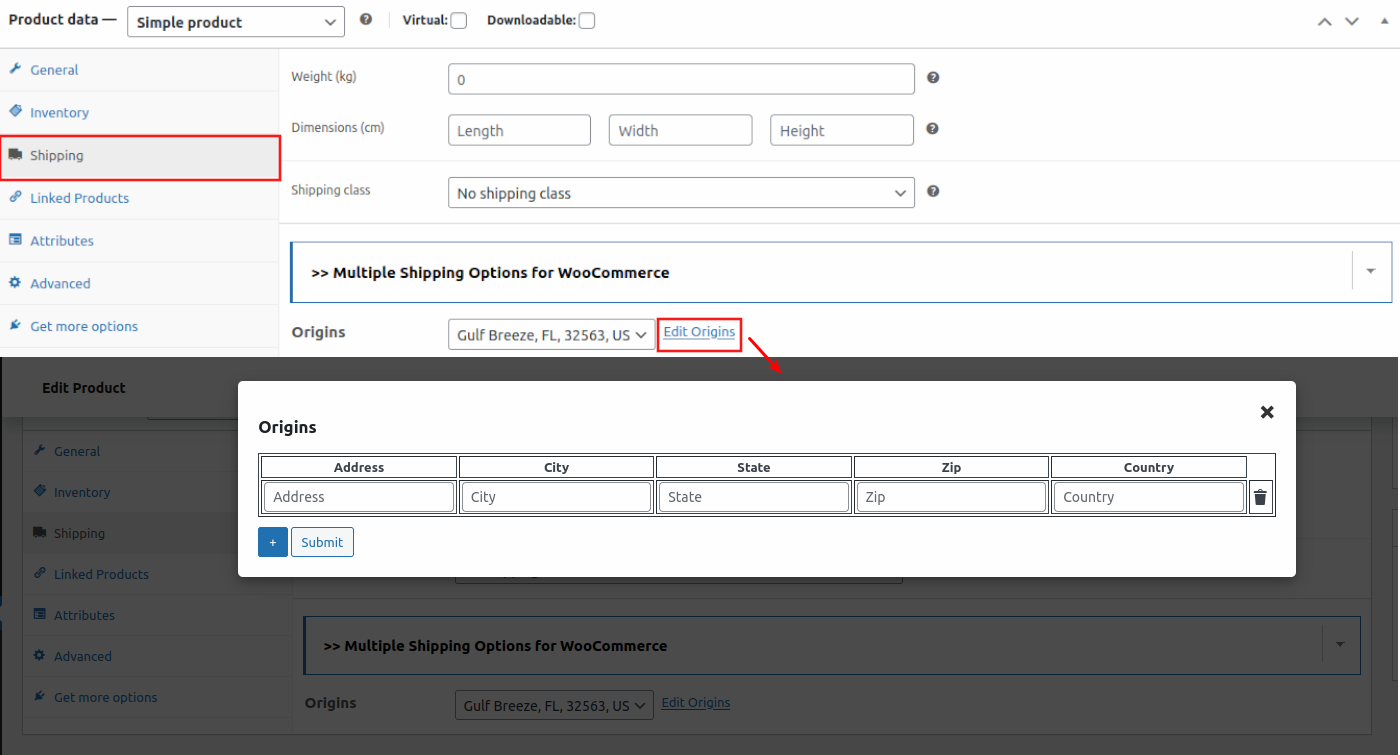 Product data — Simple product Virtual: Downloadable:
General
Inventory
Shipping
Linked Products
Attributes
Advanced
Get more options
Weight (kg) 0
Dimensions (cm) Length Width Height
Shipping class No shipping class
>> Multiple Shipping Options for WooCommerce
Origins Gulf Breeze, FL, 32563, US Edit Origins
Edit Product
Origins
Address City State Zip Country
Address City State Zip Country
+ Submit
General
Inventory
Shipping
Linked Products
Attributes
Advanced
Get more options
>> Multiple Shipping Options for WooCommerce
Origins Gulf Breeze, FL, 32563, US Edit Origins